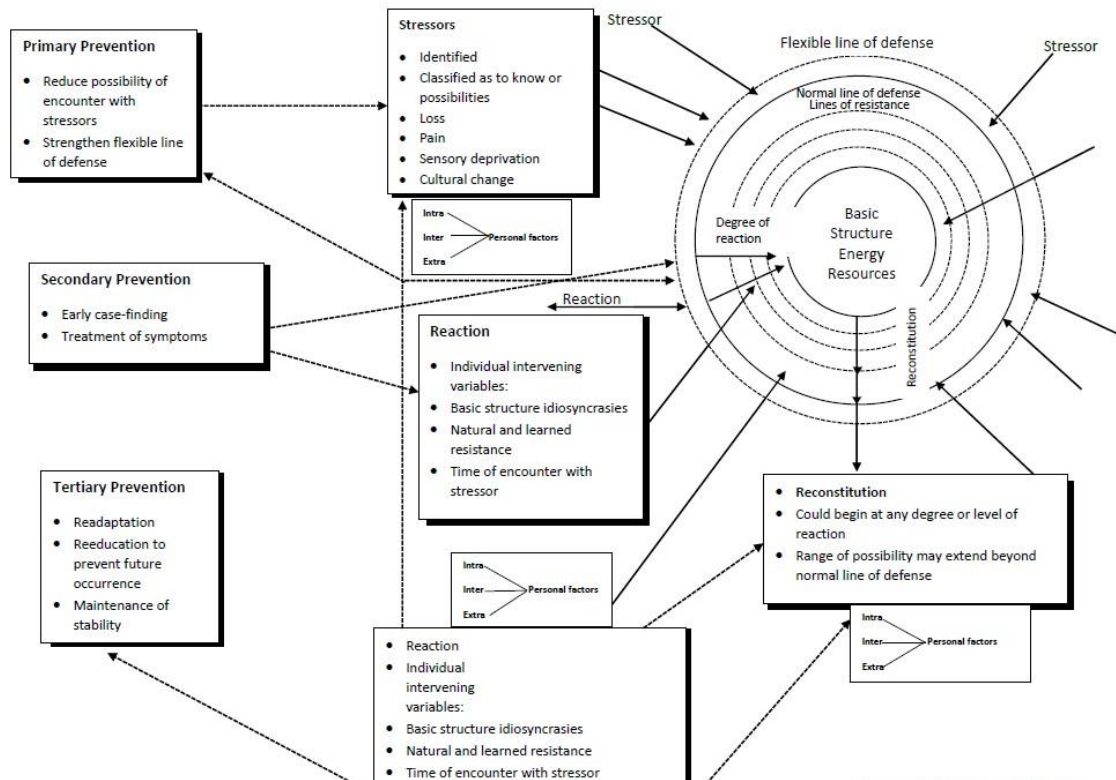 Primary Prevention
• Reduce possibility of
encounter with
stressors
• Strengthen flexible line
of defense
Stressors
• Identified
• Classified as to know or
possibilities
• Loss
• Pain
• Sensory deprivation
• Cultural change
Stressor
Flexible line of defense
Stressor
Normal line of defense
Lines of resistance
Degree of
reaction
Basic
Structure
Energy
Resources
Reconstitution
Intra
Inter
Personal factors
Extra
Secondary Prevention
• Early case-finding
• Treatment of symptoms
Reaction
Reaction
• Individual intervening
variables:
• Basic structure idiosyncrasies
• Natural and learned
resistance
• Time of encounter with
stressor
Tertiary Prevention
• Readaptation
• Reeducation to
prevent future
occurrence
• Maintenance of
stability
• Reconstitution
• Could begin at any degree or level of
reaction
• Range of possibility may extend beyond
normal line of defense
Intra
Inter
Personal factors
Extra
Intra
Inter
Personal factors
Extra
• Reaction
• Individual
intervening
variables:
• Basic structure idiosyncrasies
• Natural and learned resistance
• Time of encounter with stressor